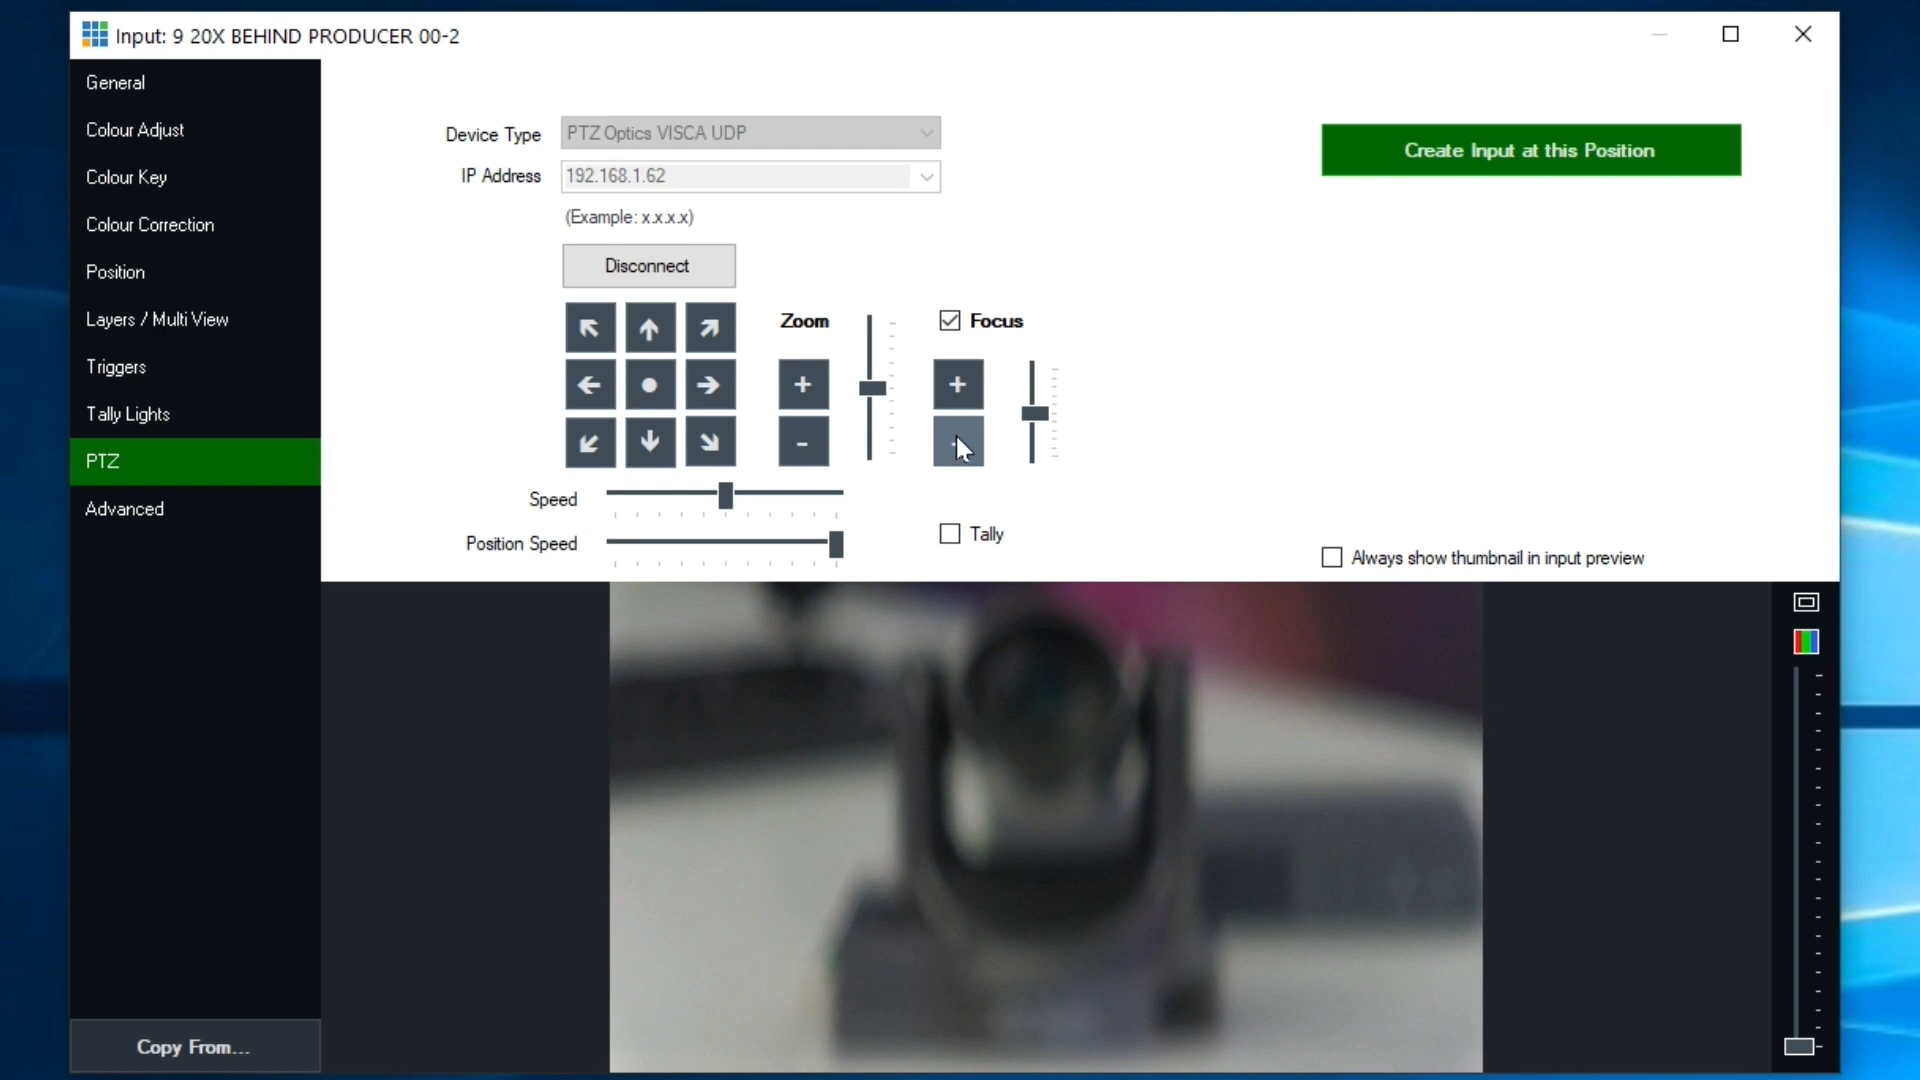 Input: 9 20X BEHIND PRODUCER 00-2
General
Colour Adjust
Colour Key
Colour Correction
Position
Layers / Multi View
Triggers
Tally Lights
PTZ
Advanced
Copy From...
Device Type
PTZ Optics VISCA UDP
IP Address
192.168.1.62
(Example: x.x.x.x)
Disconnect
Zoom
+
-
Focus
+
Speed
Position Speed
Tally
Create Input at this Position
Always show thumbnail in input preview